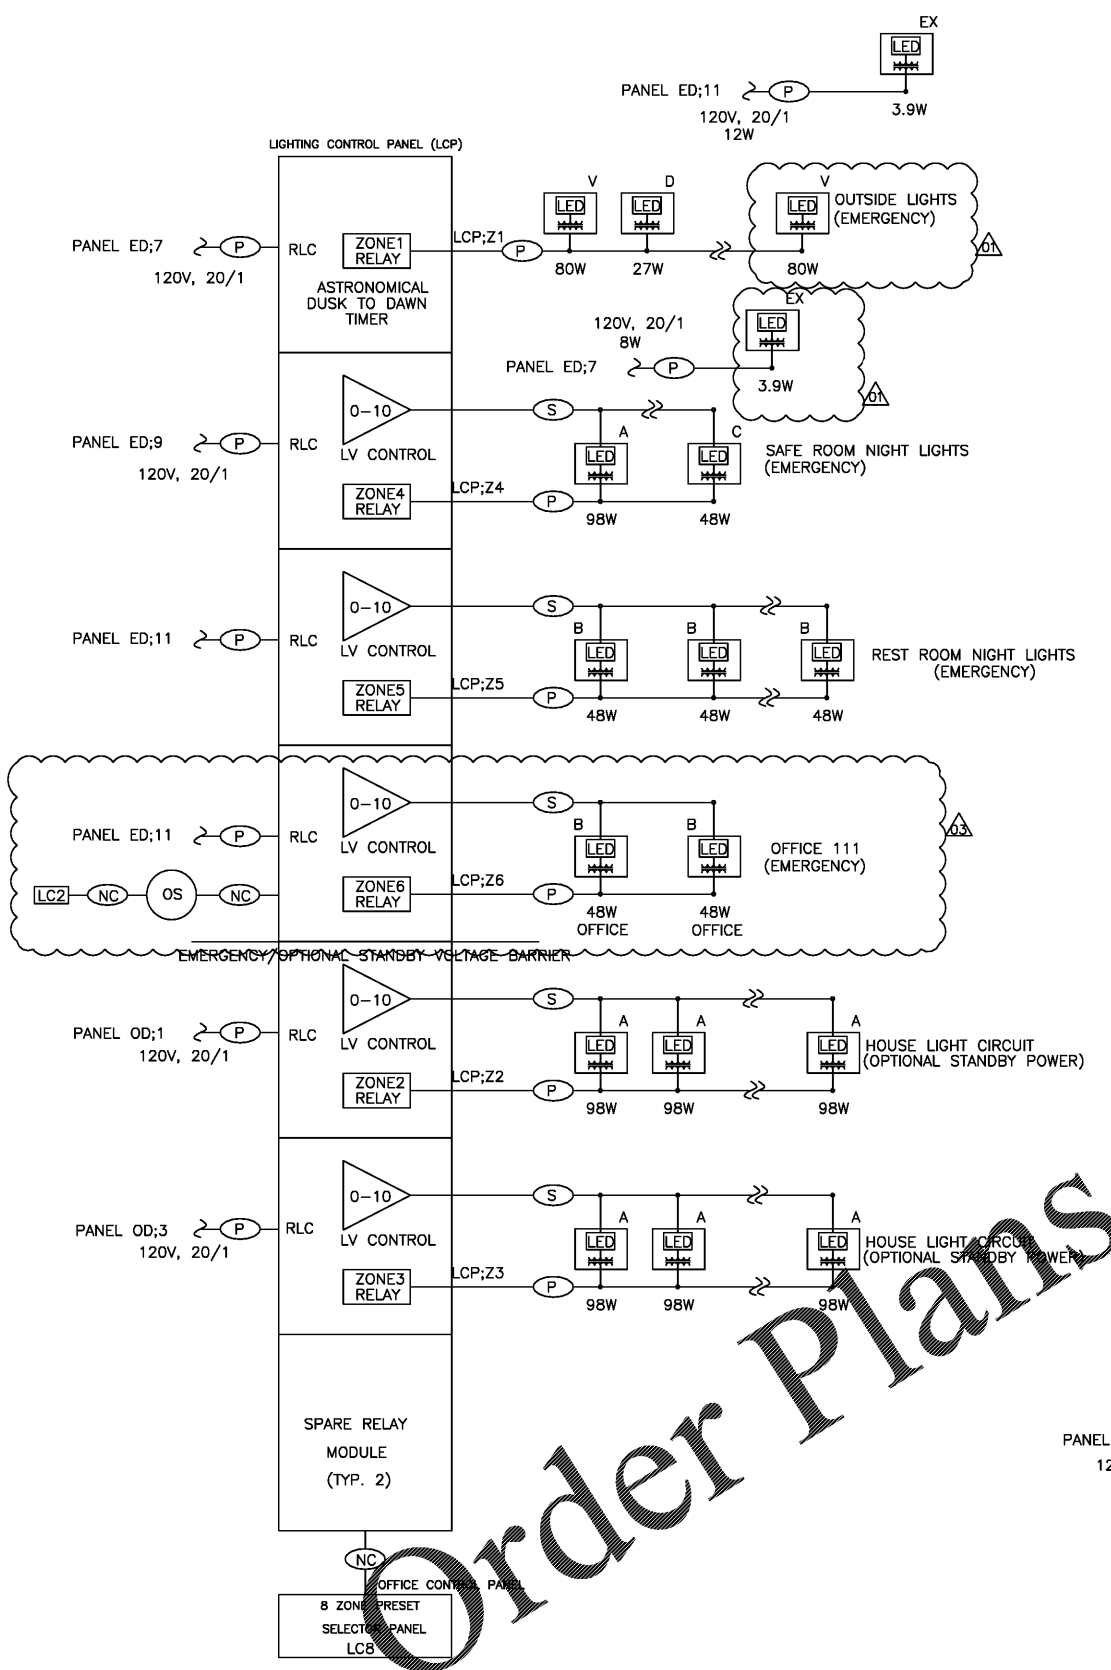 EX
LED
PANEL ED;11
P
120V, 20/1
12W
3.9W
LIGHTING CONTROL PANEL (LCP)
PANEL ED;7
P
120V, 20/1
RLC
ZONE1
RELAY
ASTRONOMICAL
DUSK TO DAWN
TIMER
LCP;Z1
P
V
LED
80W
D
LED
27W
V
LED
80W
OUTSIDE LIGHTS
(EMERGENCY)
01
120V, 20/1
8W
PANEL ED;7
P
EX
LED
3.9W
01
PANEL ED;9
P
120V, 20/1
RLC
0-10
LV CONTROL
ZONE4
RELAY
S
LCP;Z4
P
A
LED
98W
C
LED
48W
SAFE ROOM NIGHT LIGHTS
(EMERGENCY)
PANEL ED;11
P
RLC
0-10
LV CONTROL
ZONE5
RELAY
S
LCP;Z5
P
B
LED
48W
B
LED
48W
B
LED
48W
REST ROOM NIGHT LIGHTS
(EMERGENCY)
PANEL ED;11
P
RLC
LC2
NC
OS
NC
0-10
LV CONTROL
ZONE6
RELAY
S
LCP;Z6
P
B
LED
48W
OFFICE
B
LED
48W
OFFICE
OFFICE 111
(EMERGENCY)
03
EMERGENCY/OPTIONAL STANDBY VOLTAGE BARRIER
PANEL OD;1
P
120V, 20/1
RLC
0-10
LV CONTROL
ZONE2
RELAY
S
LCP;Z2
P
A
LED
98W
A
LED
98W
A
LED
98W
HOUSE LIGHT CIRCUIT
(OPTIONAL STANDBY POWER)
PANEL OD;3
P
120V, 20/1
RLC
0-10
LV CONTROL
ZONE3
RELAY
S
LCP;Z3
P
A
LED
98W
A
LED
98W
A
LED
98W
HOUSE LIGHT CIRCUIT
(OPTIONAL STANDBY POWER)
SPARE RELAY
MODULE
(TYP. 2)
NC
OFFICE CONTROL PANEL
8 ZONE PRESET
SELECTOR PANEL
LC8
PANEL
12
Order Plans